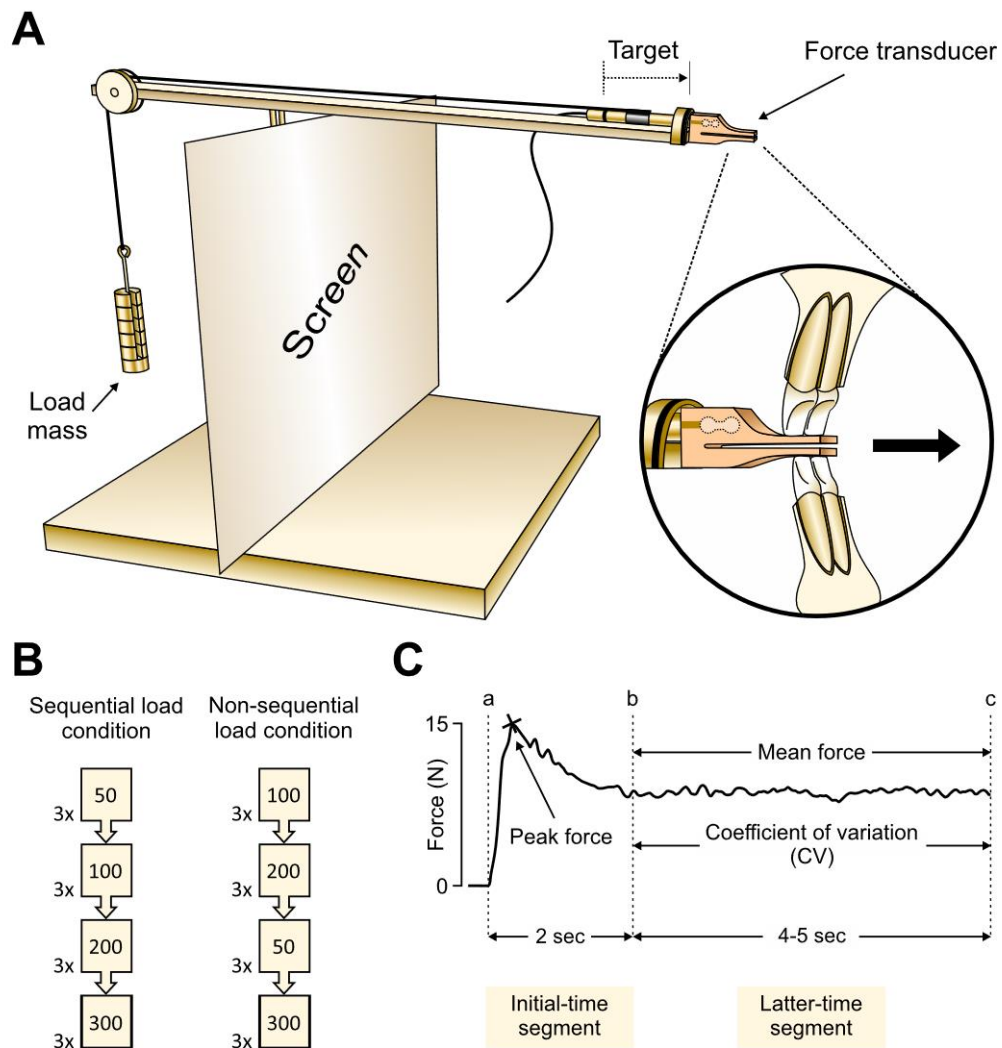 A
Target
Force transducer
Screen
Load
mass
B
Sequential load
condition
Non-sequential
load condition
3x 50
3x 100
3x 200
3x 300
3x 100
3x 200
3x 50
3x 300
C
a
b
c
15
Force (N)
0
Peak force
Mean force
Coefficient of variation
(CV)
2 sec
4-5 sec
Initial-time
segment
Latter-time
segment